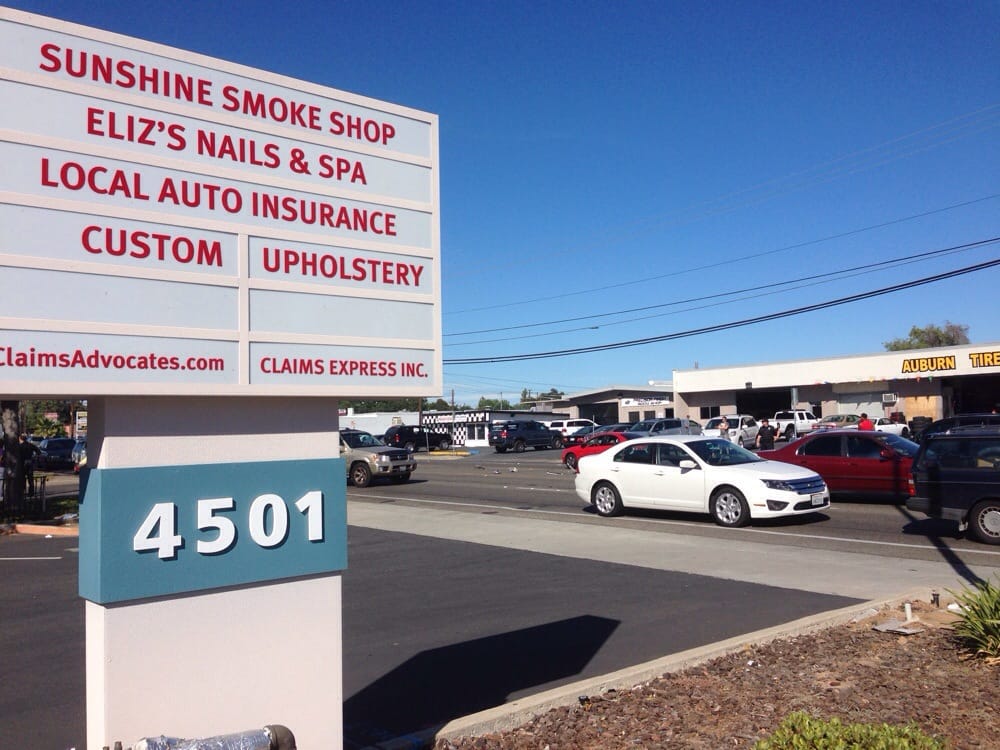 SUNSHINE SMOKE SHOP
ELIZ'S NAILS & SPA
LOCAL AUTO INSURANCE
CUSTOM UPHOLSTERY
ClaimsAdvocates.com
CLAIMS EXPRESS INC.
4501
AUBURN TIRE